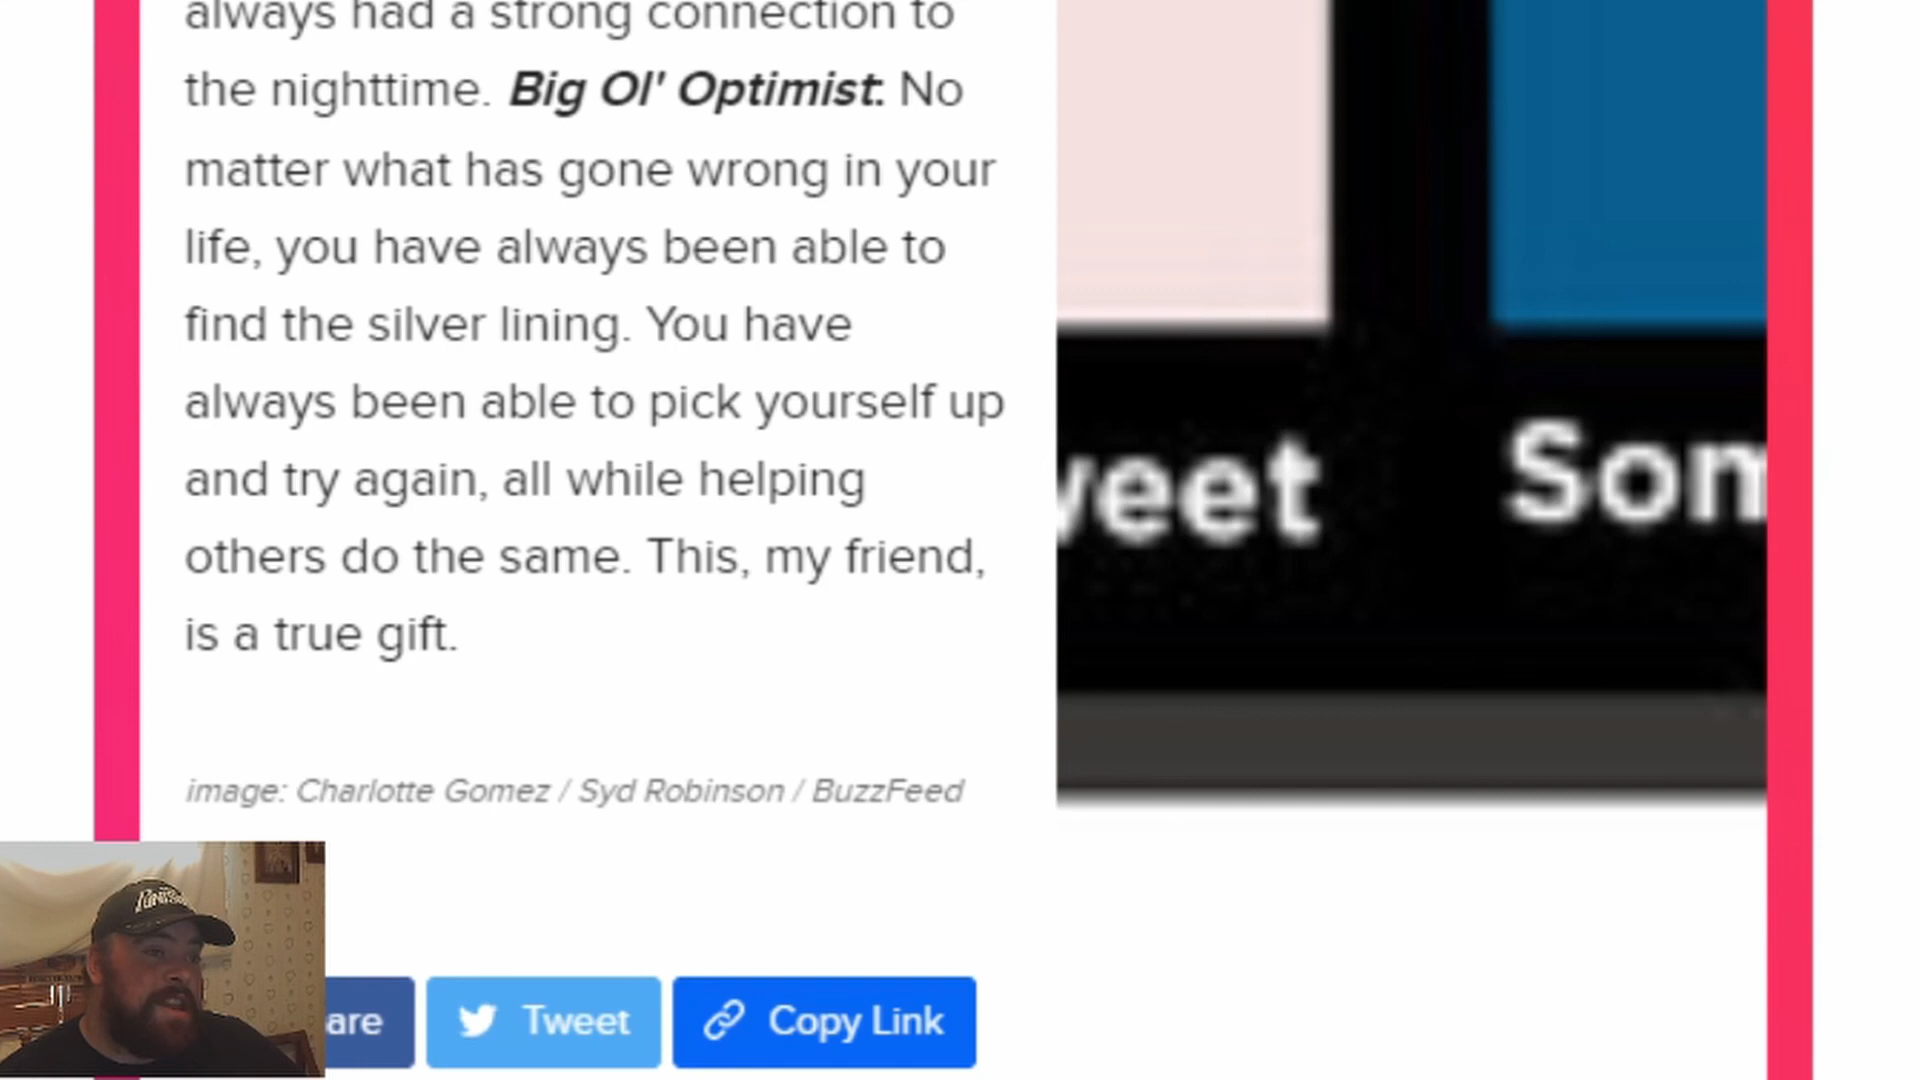 always had a strong connection to
the nighttime. Big Ol' Optimist: No
matter what has gone wrong in your
life, you have always been able to
find the silver lining. You have
always been able to pick yourself up
and try again, all while helping
others do the same. This, my friend,
is a true gift.
weet
Som
image: Charlotte Gomez / Syd Robinson / BuzzFeed
are
Tweet
Copy Link